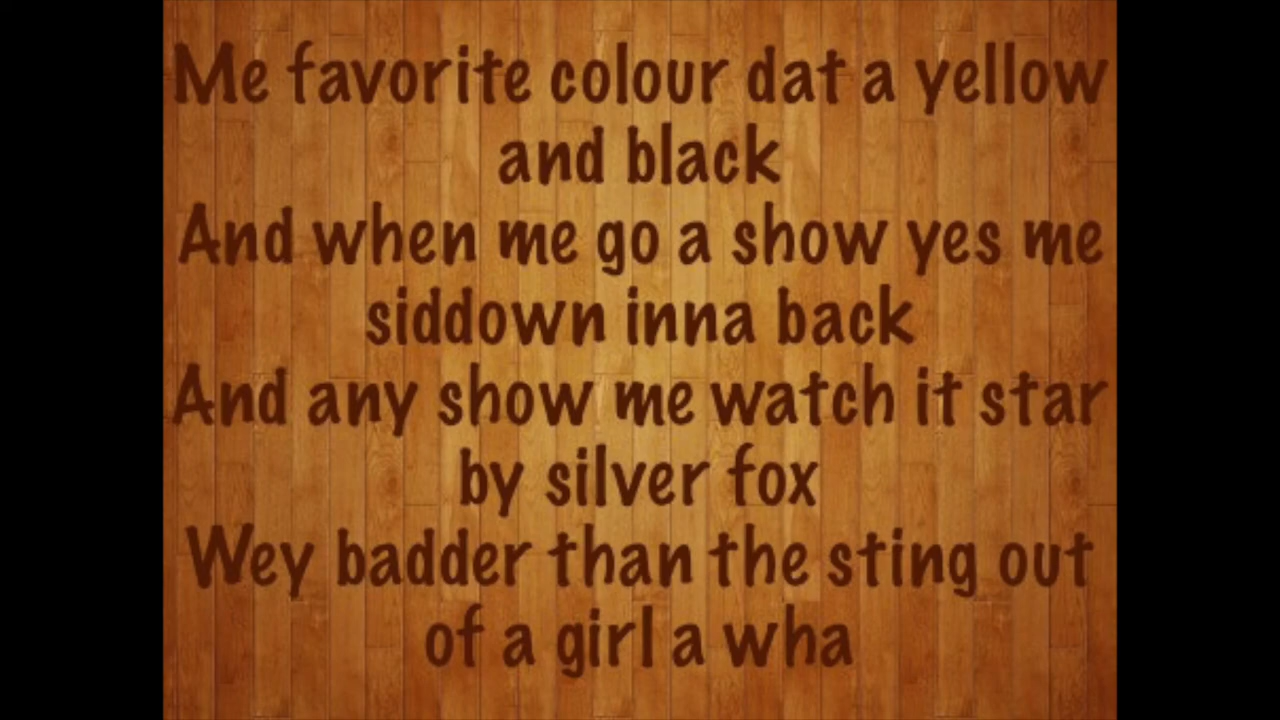 Me favorite colour dat a yellow
and black
And when me go a show yes me
siddown inna back
And any show me watch it star
by silver fox
Wey badder than the sting out
of a girl a wha